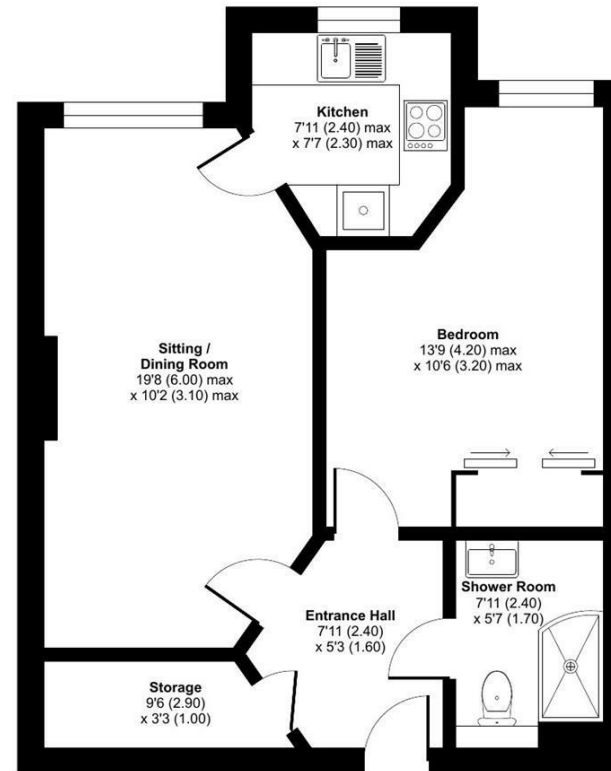 Kitchen
7'11 (2.40) max
x 7'7 (2.30) max
Sitting /
Dining Room
19'8 (6.00) max
x 10'2 (3.10) max
Bedroom
13'9 (4.20) max
x 10'6 (3.20) max
Entrance Hall
7'11 (2.40)
x 5'3 (1.60)
Shower Room
7'11 (2.40)
x 5'7 (1.70)
Storage
9'6 (2.90)
x 3'3 (1.00)